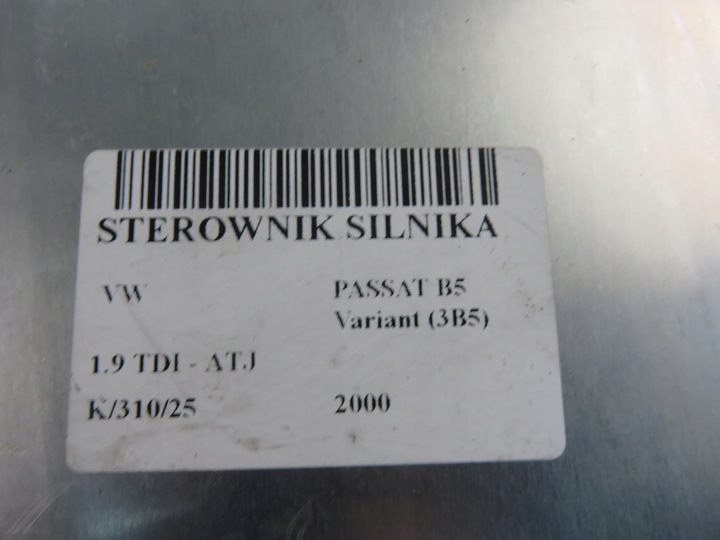 STEROWNIK SILNIKA
VW PASSAT B5
Variant (3B5)
1.9 TDI - ATJ
K/310/25 2000